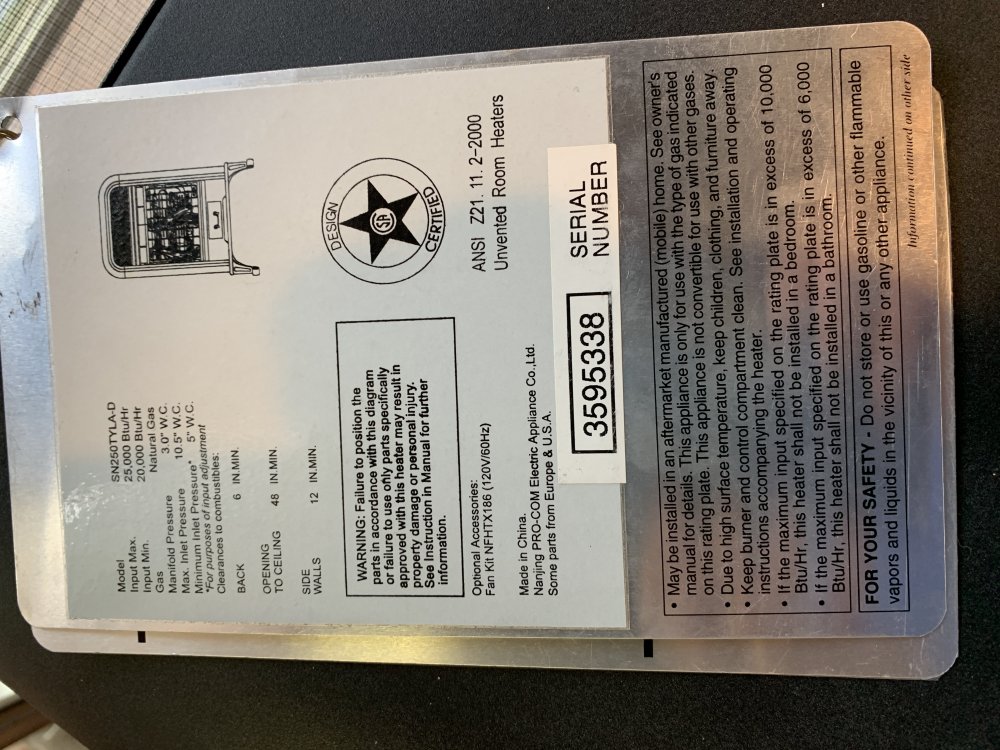 Model SN250TYLA-D
Input Max. 25,000 Btu/Hr
Input Min. 20,000 Btu/Hr
Gas Natural Gas
Manifold Pressure 3.0" W.C.
Max. Inlet Pressure 10.5" W.C.
Minimum Inlet Pressure* 5" W.C.
*For purposes of input adjustment
Clearances to combustibles:
BACK 6 IN.MIN.
OPENING
TO CEILING 48 IN.MIN.
SIDE
WALLS 12 IN.MIN.
DESIGN
CERTIFIED
WARNING: Failure to position the
parts in accordance with this diagram
or failure to use only parts specifically
approved with this heater may result in
property damage or personal injury.
See Instruction in Manual for further
information.
Optional Accessories:
Fan Kit NFHTX186 (120V/60Hz)
ANSI Z21. 11. 2-2000
Unvented Room Heaters
Made in China.
Nanjing PRO-COM Electric Appliance Co.,Ltd.
Some parts from Europe & U.S.A.
3595338
SERIAL
NUMBER
• May be installed in an aftermarket manufactured (mobile) home. See owner's
manual for details. This appliance is only for use with the type of gas indicated
on this rating plate. This appliance is not convertible for use with other gases.
• Due to high surface temperature, keep children, clothing, and furniture away.
• Keep burner and control compartment clean. See installation and operating
instructions accompanying the heater.
• If the maximum input specified on the rating plate is in excess of 10,000
Btu/Hr, this heater shall not be installed in a bedroom.
• If the maximum input specified on the rating plate is in excess of 6,000
Btu/Hr, this heater shall not be installed in a bathroom.
FOR YOUR SAFETY - Do not store or use gasoline or other flammable
vapors and liquids in the vicinity of this or any other appliance.
Information continued on other side